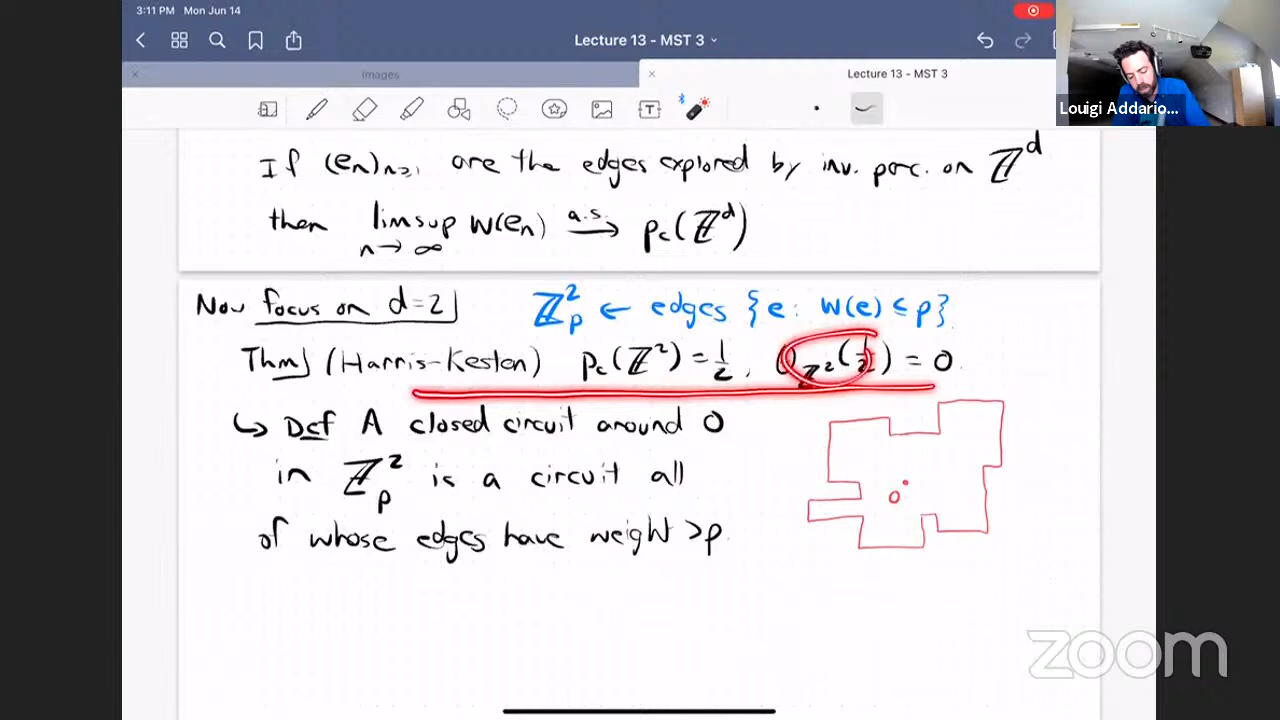 3:11 PM Mon Jun 14
Lecture 13 - MST 3
Images
Lecture 13 - MST 3
Louigi Addario...
If (eₙ)ₙ≥₁ are the edges explored by inv. perc. on ℤᵈ
then limsup W(eₙ) a.s.→ pc(ℤᵈ)
n→∞
Now focus on d=2
ℤ²ₚ ← edges {e: W(e) ≤ p}
Thm (Harris-Kesten) pc(ℤ²) = 1/2, θ_ℤ²(1/2) = 0
↳ Def A closed circuit around 0
in ℤ²ₚ is a circuit all
of whose edges have weight >p.
0
zoom